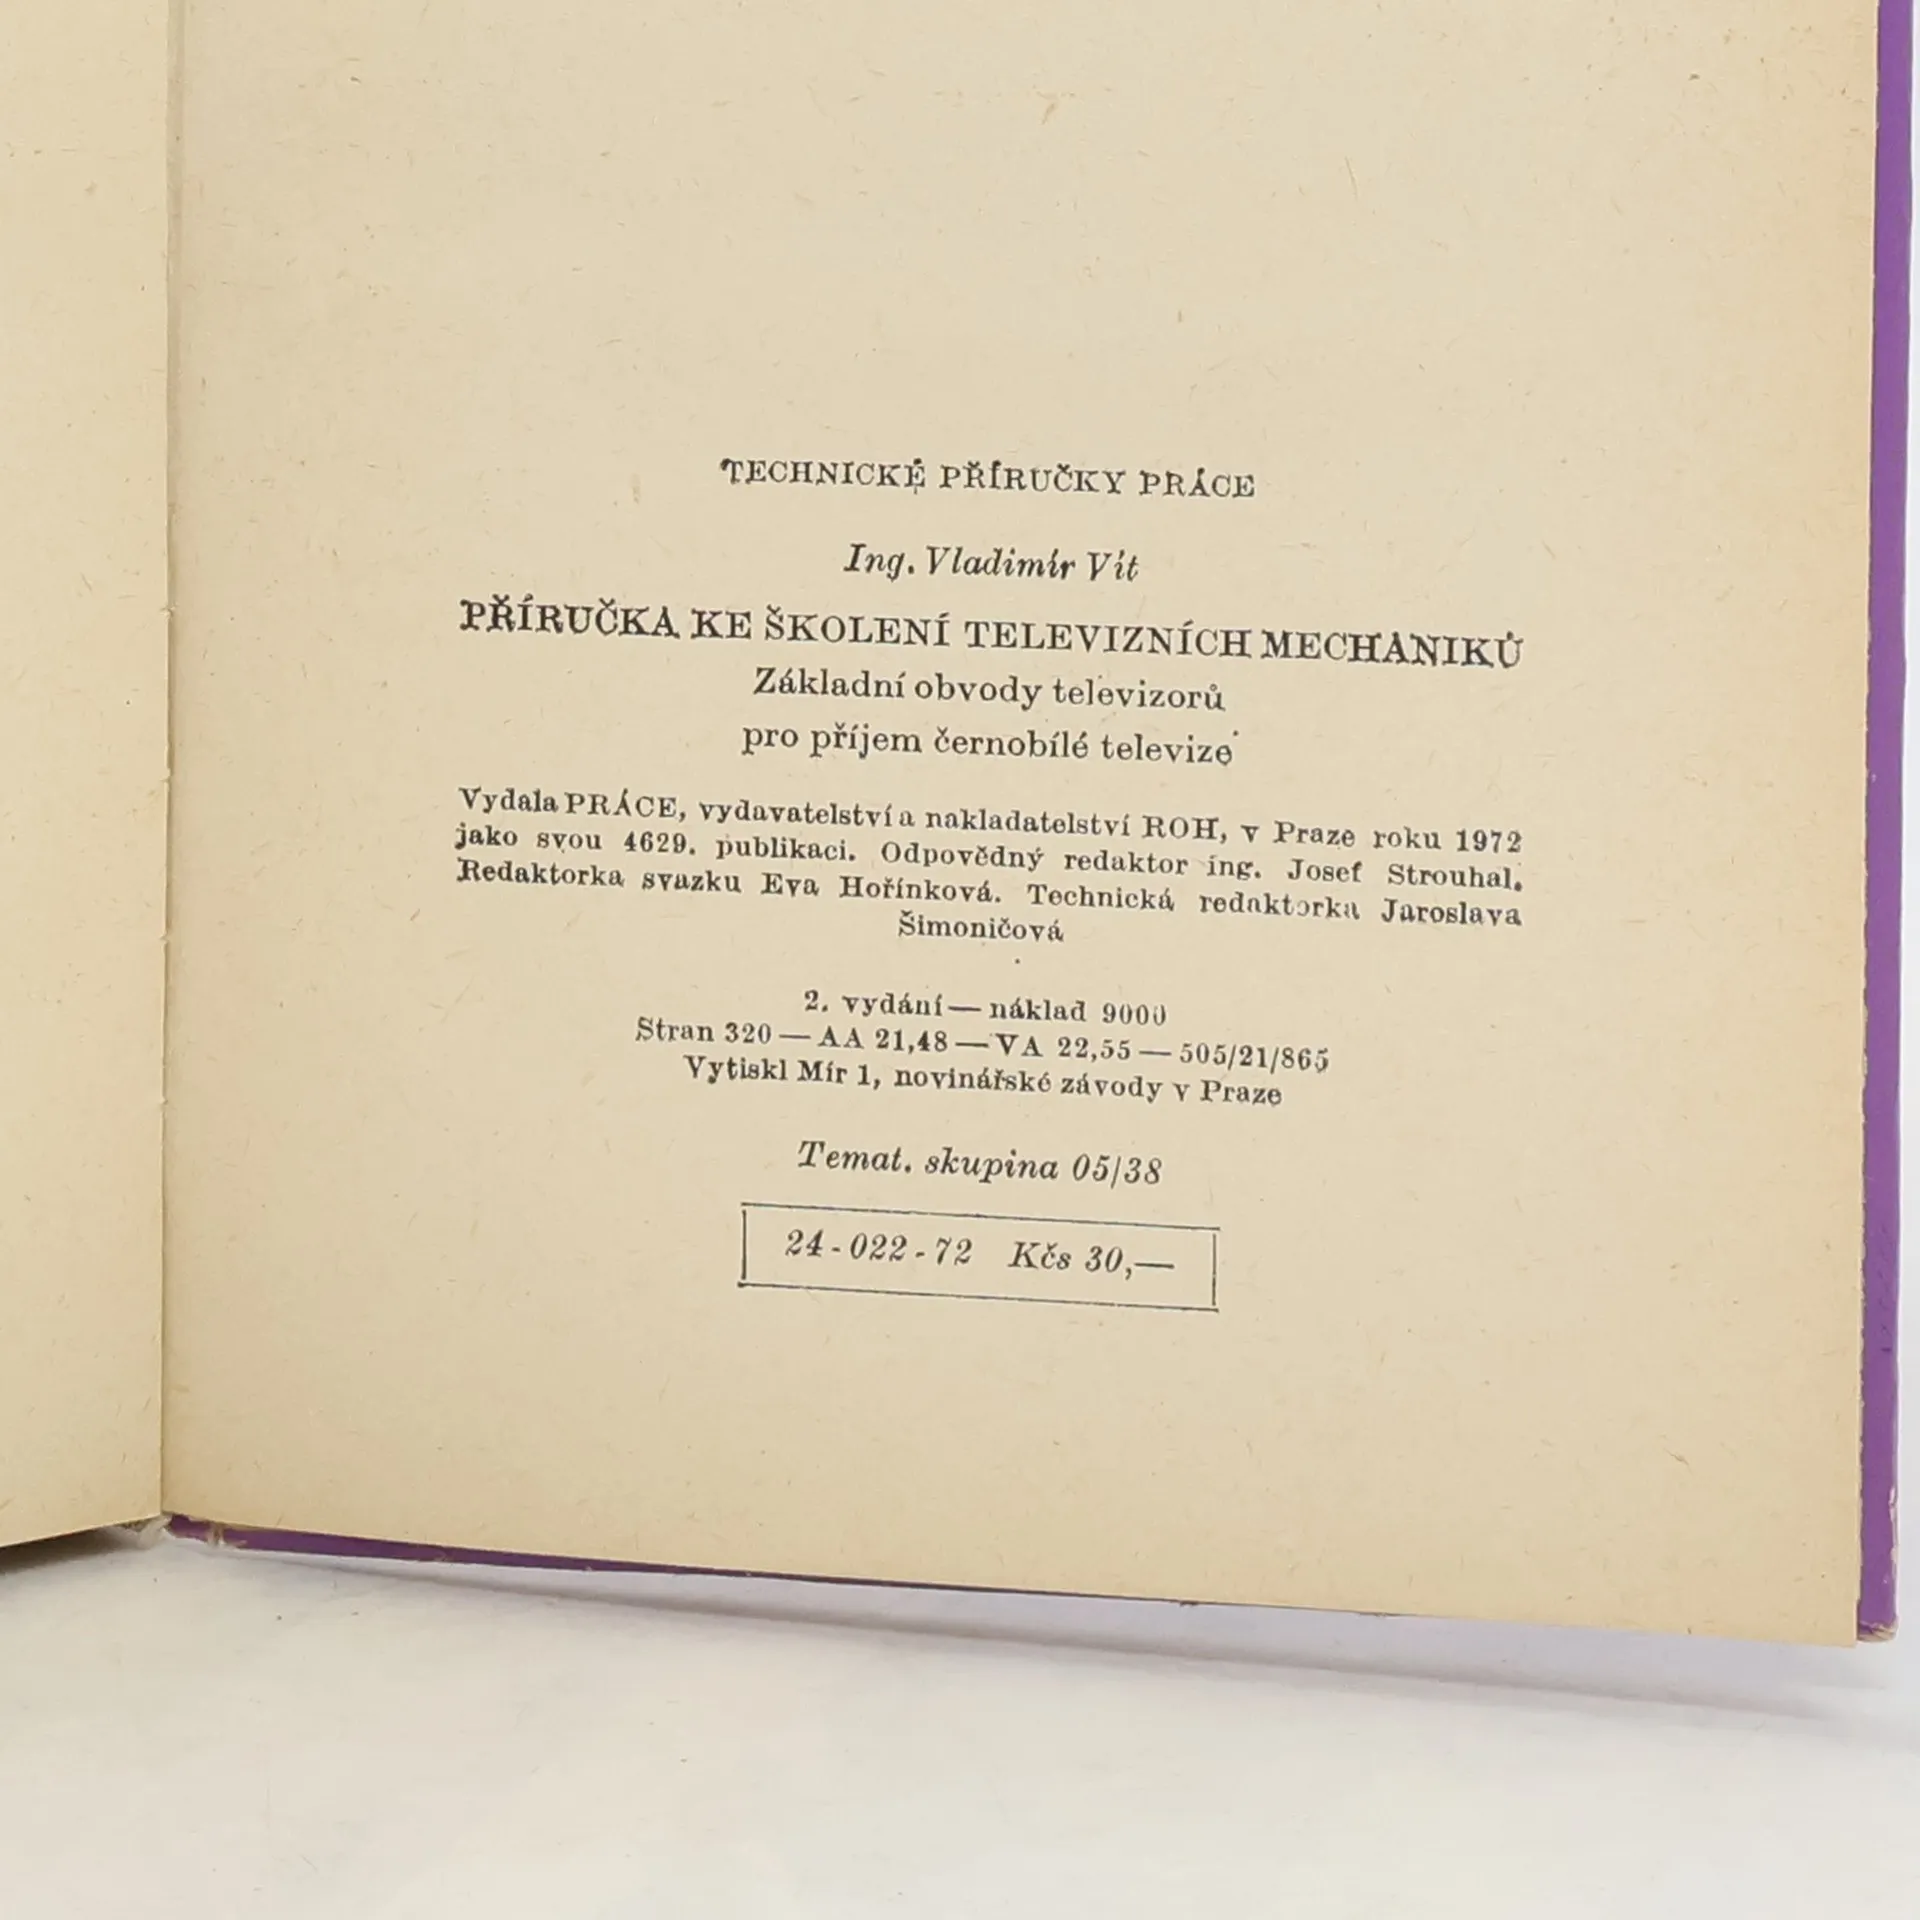 TECHNICKÉ PŘÍRUČKY PRÁCE
Ing. Vladimír Vít
PŘÍRUČKA KE ŠKOLENÍ TELEVIZNÍCH MECHANIKŮ
Základní obvody televizorů
pro příjem černobílé televize
Vydala PRÁCE, vydavatelství a nakladatelství ROH, v Praze roku 1972
jako svou 4629. publikaci. Odpovědný redaktor ing. Josef Strouhal.
Redaktorka svazku Eva Hořínková. Technická redaktorka Jaroslava
Šimoničová
2. vydání — náklad 9000
Stran 320 — AA 21,48 — VA 22,55 — 505/21/865
Vytiskl Mír 1, novinářské závody v Praze
Temat. skupina 05/38
24-022-72 Kčs 30,—